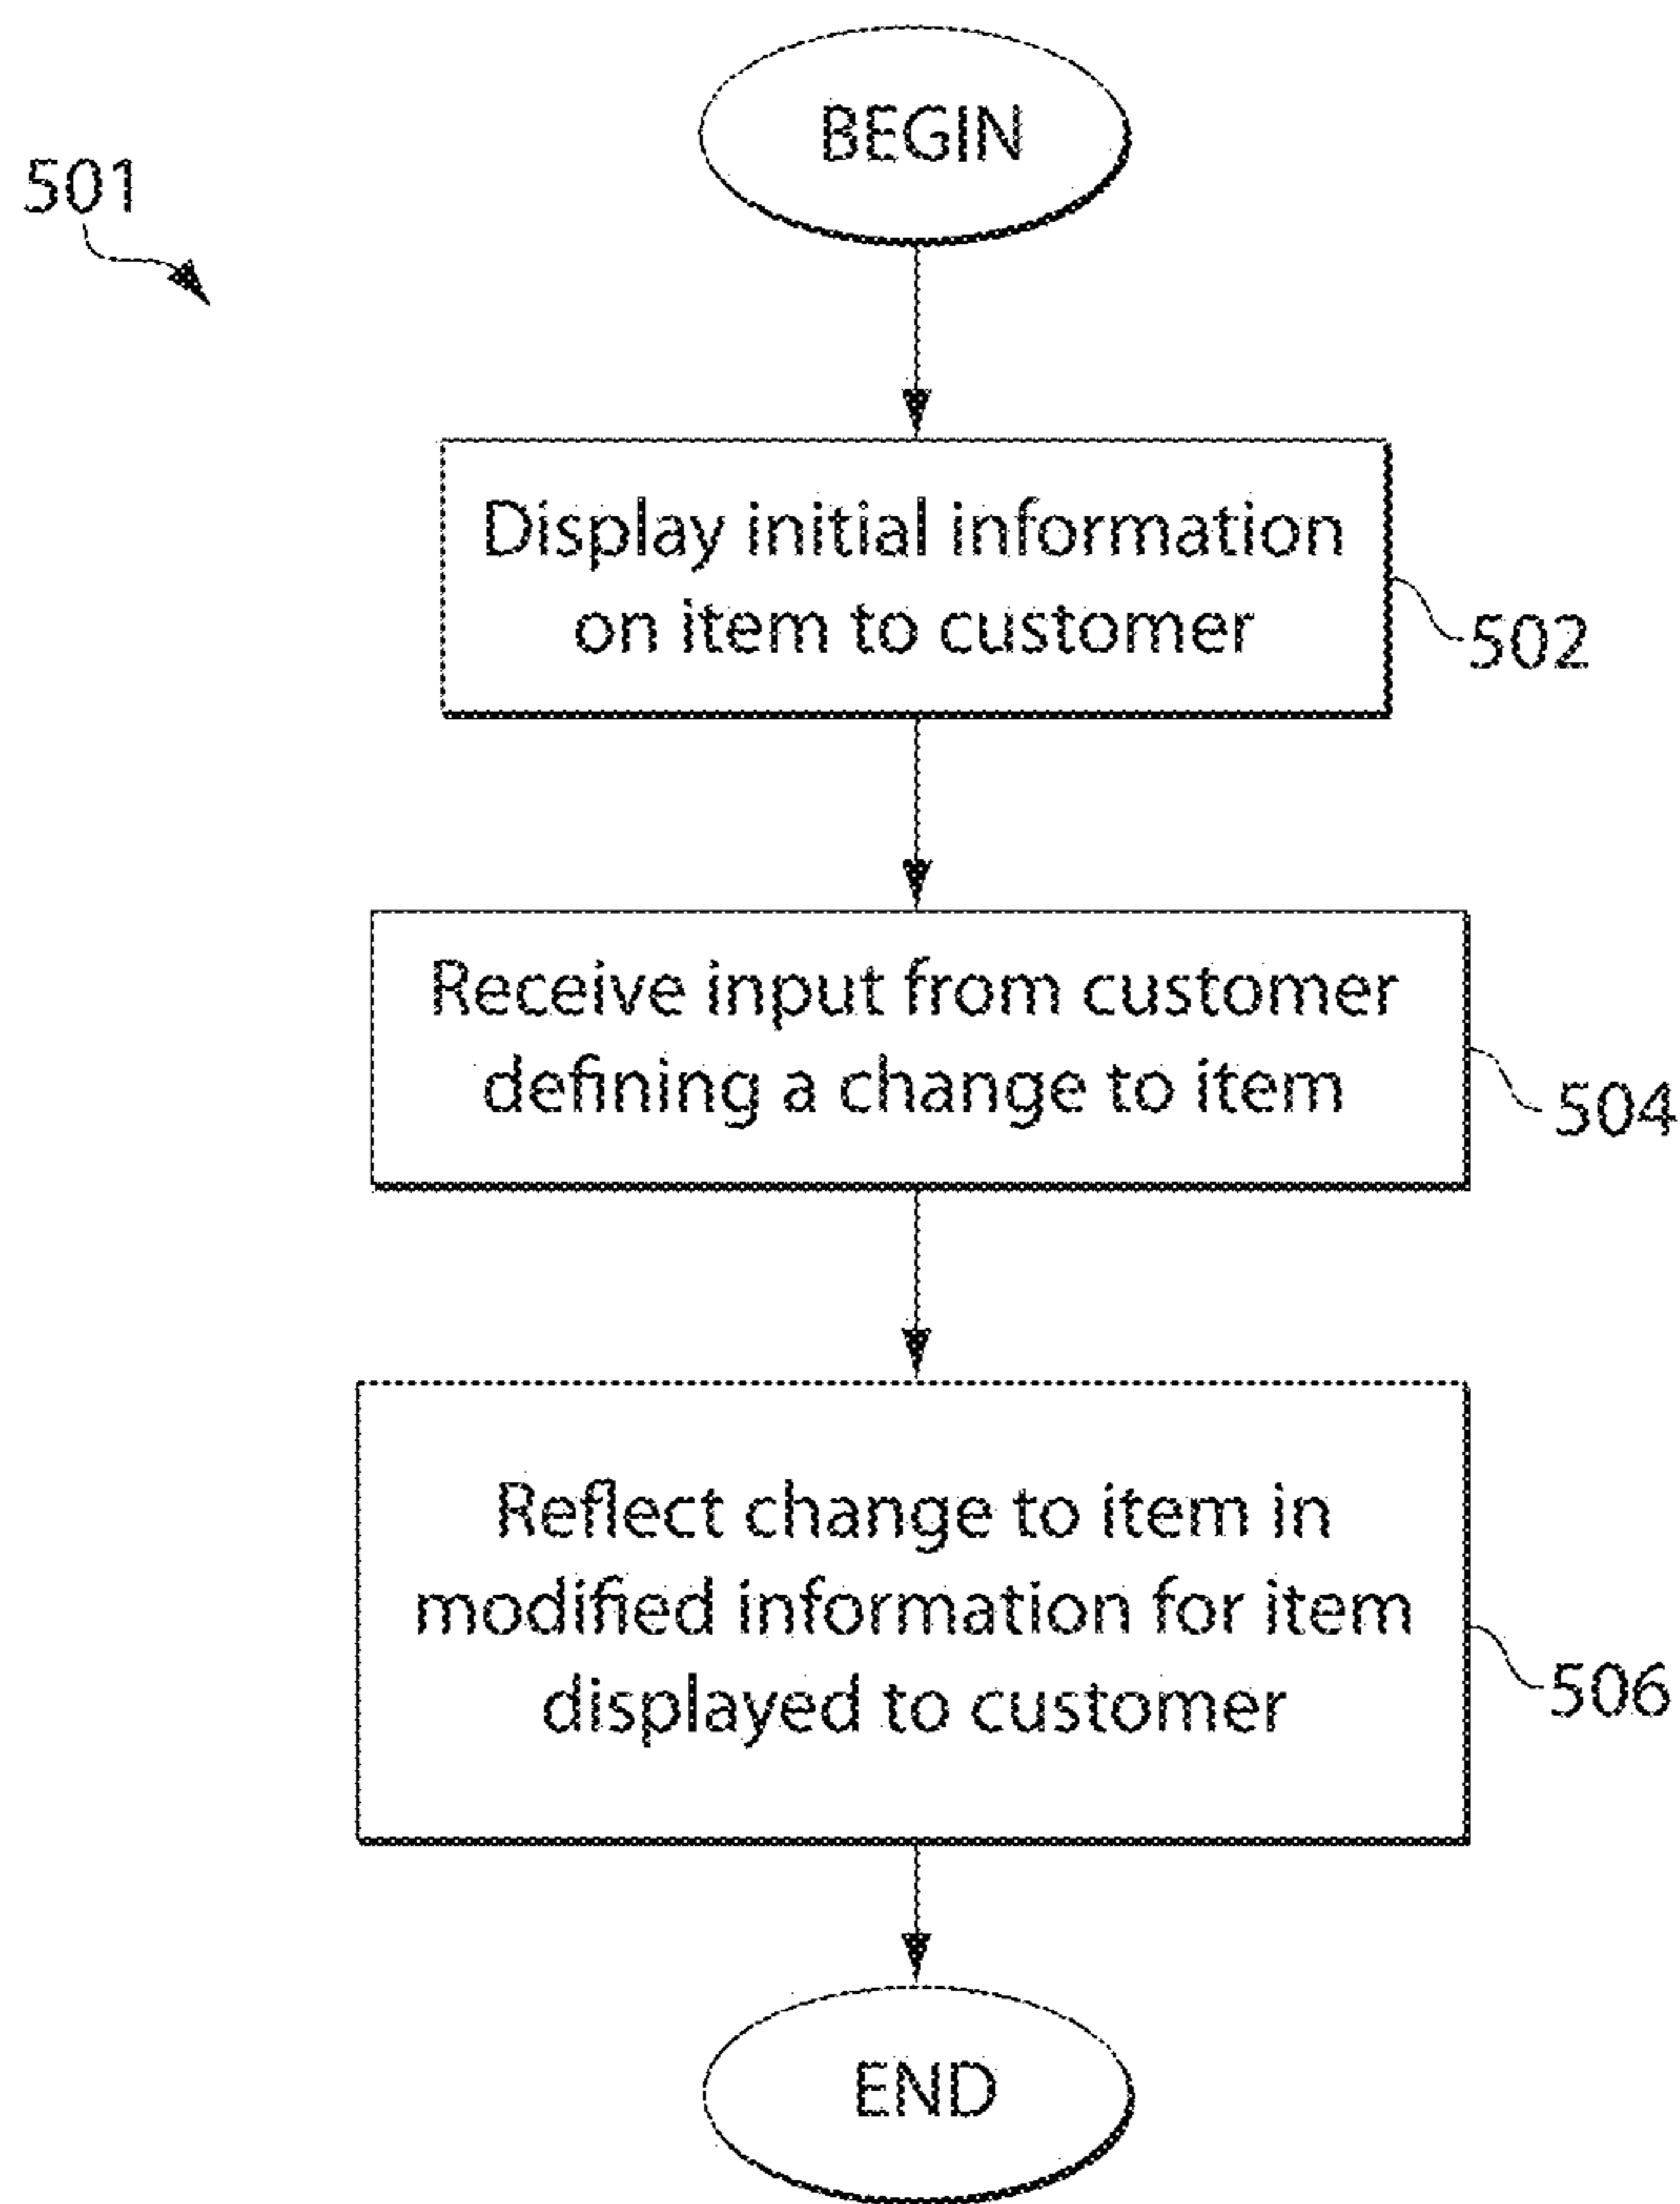 BEGIN
501
Display initial information
on item to customer
502
Receive input from customer
defining a change to item
504
Reflect change to item in
modified information for item
displayed to customer
506
END